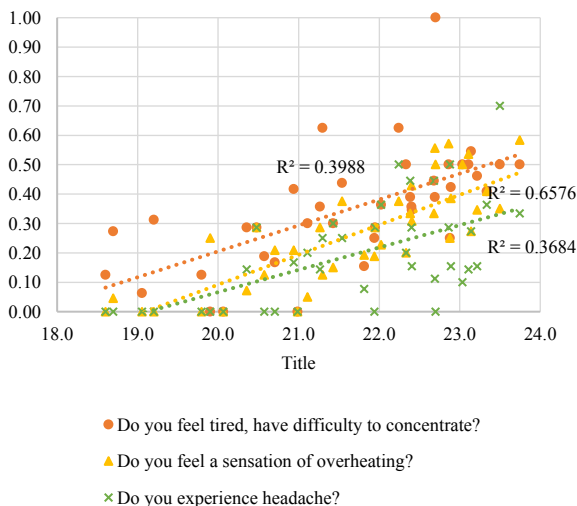 1.00
0.90
0.80
0.70
0.60
0.50
0.40
0.30
0.20
0.10
0.00
R² = 0.3988
R² = 0.6576
R² = 0.3684
18.0 19.0 20.0 21.0 22.0 23.0 24.0
Title
Do you feel tired, have difficulty to concentrate?
Do you feel a sensation of overheating?
Do you experience headache?